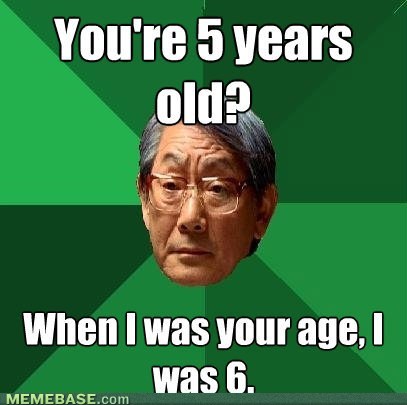 You're 5 years
old?
When I was your age, I
was 6.
MEMEBASE.com